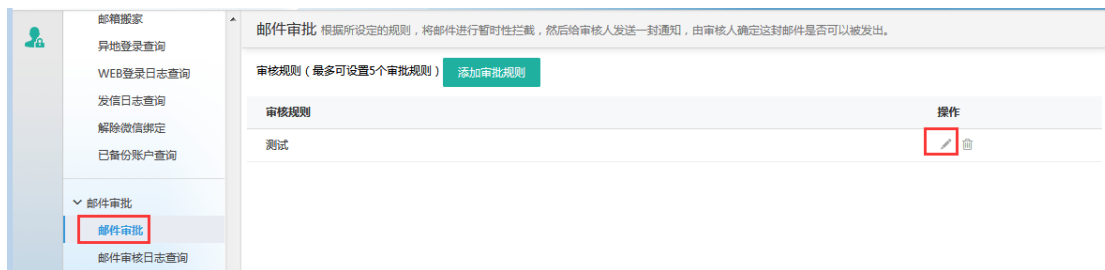 邮箱搬家
异地登录查询
WEB登录日志查询
发信日志查询
解除微信绑定
已备份账户查询
邮件审批
邮件审批
邮件审核日志查询
邮件审批 根据所设定的规则，将邮件进行暂时性拦截，然后给审核人发送一封通知，由审核人确定这封邮件是否可以被发出。
审核规则（最多可设置5个审批规则） 添加审批规则
审核规则 操作
测试